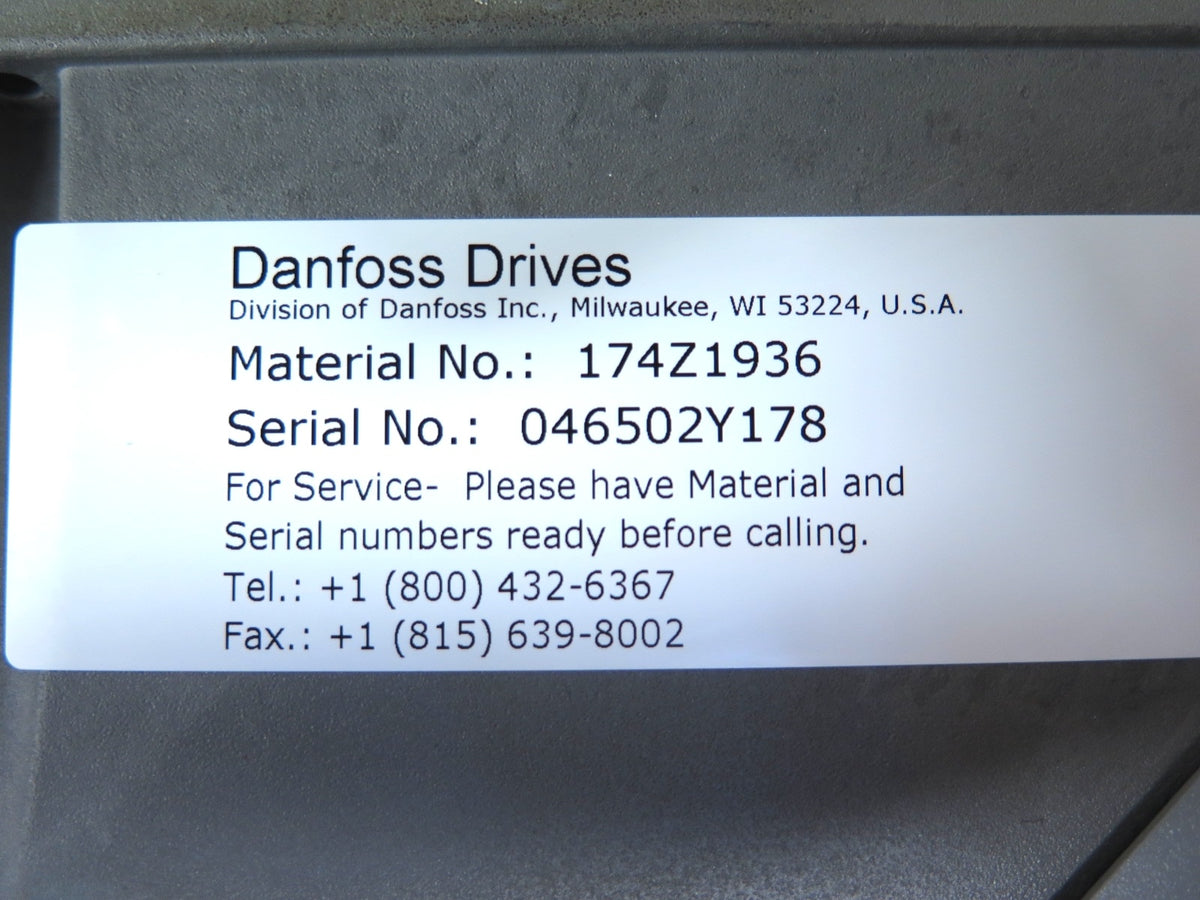 Danfoss Drives
Division of Danfoss Inc., Milwaukee, WI 53224, U.S.A.
Material No.: 174Z1936
Serial No.: 046502Y178
For Service- Please have Material and
Serial numbers ready before calling.
Tel.: +1 (800) 432-6367
Fax.: +1 (815) 639-8002